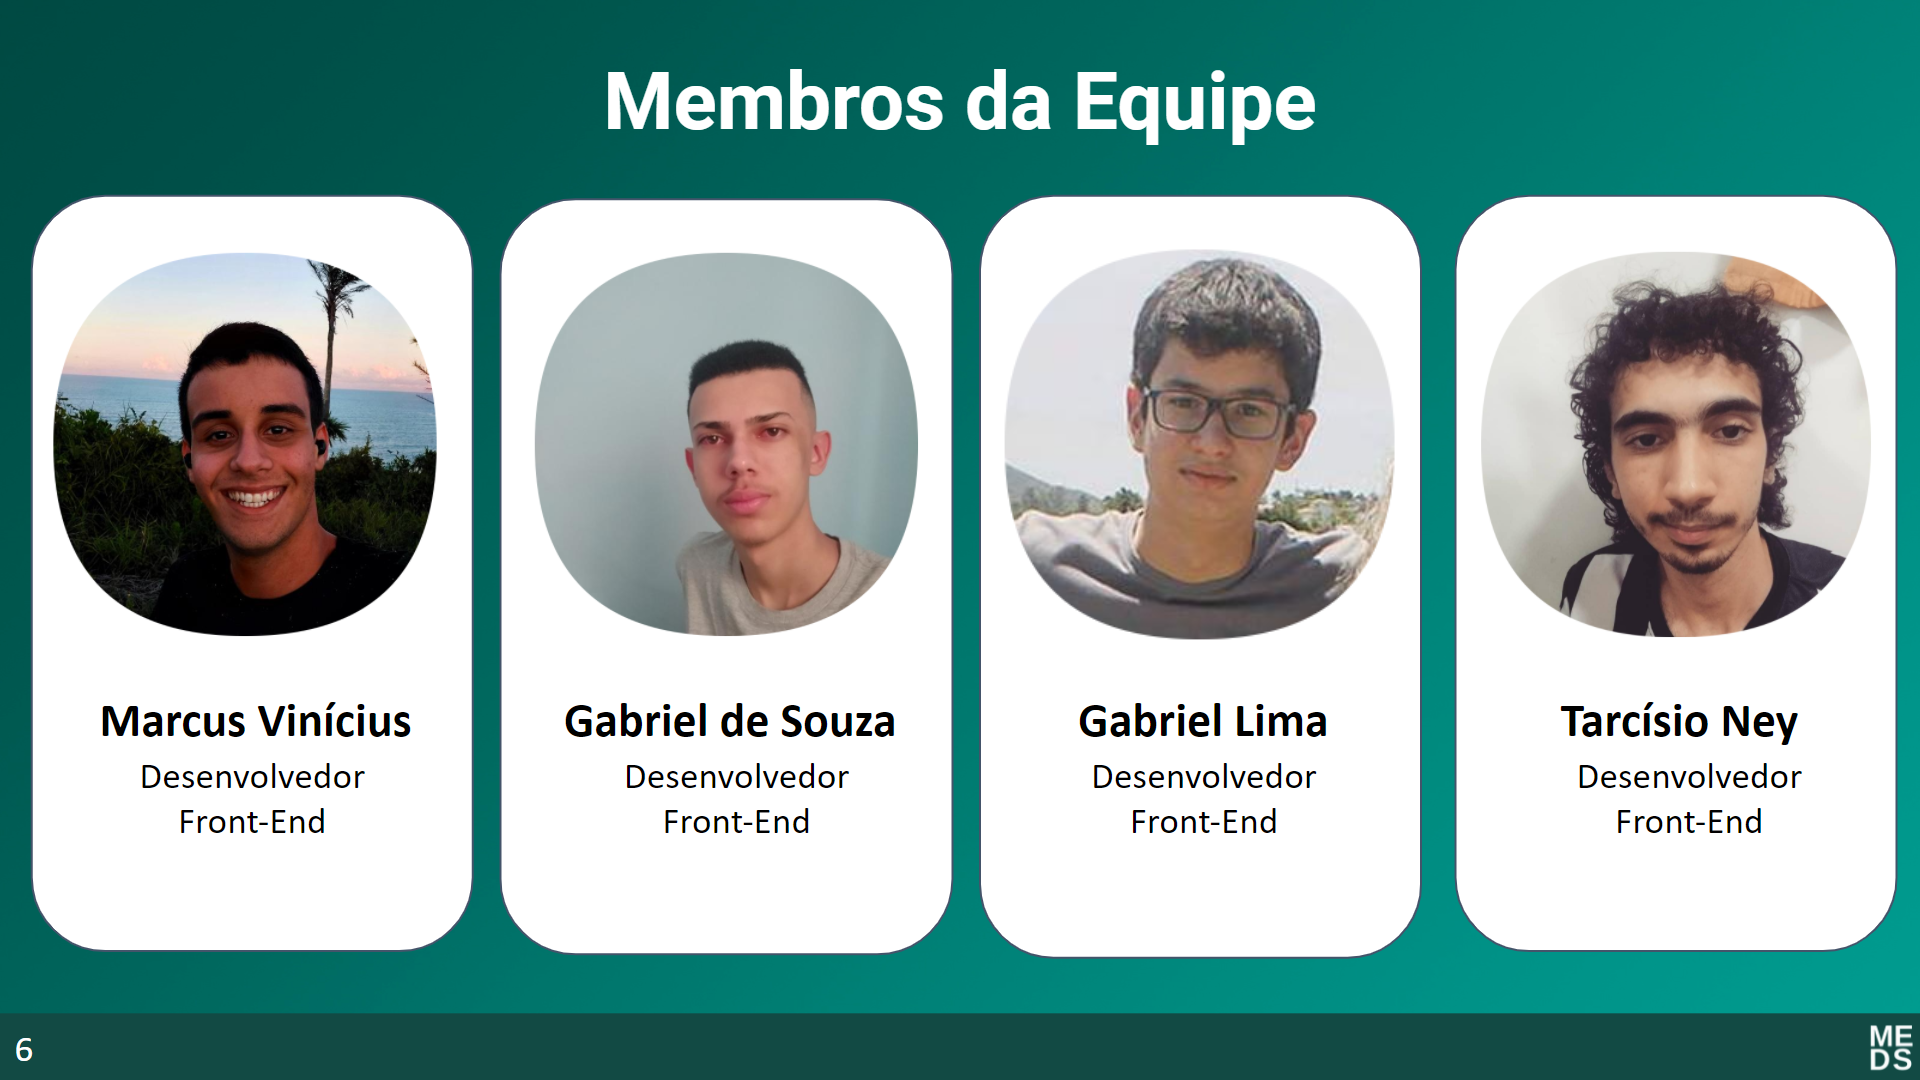 Membros da Equipe
Marcus Vinícius
Desenvolvedor
Front-End
Gabriel de Souza
Desenvolvedor
Front-End
Gabriel Lima
Desenvolvedor
Front-End
Tarcísio Ney
Desenvolvedor
Front-End
6
ME
DS